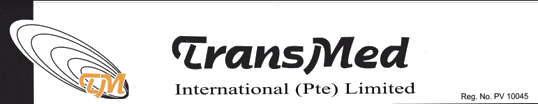 TM
TransMed
International (Pte) Limited
Reg. No. PV 10045